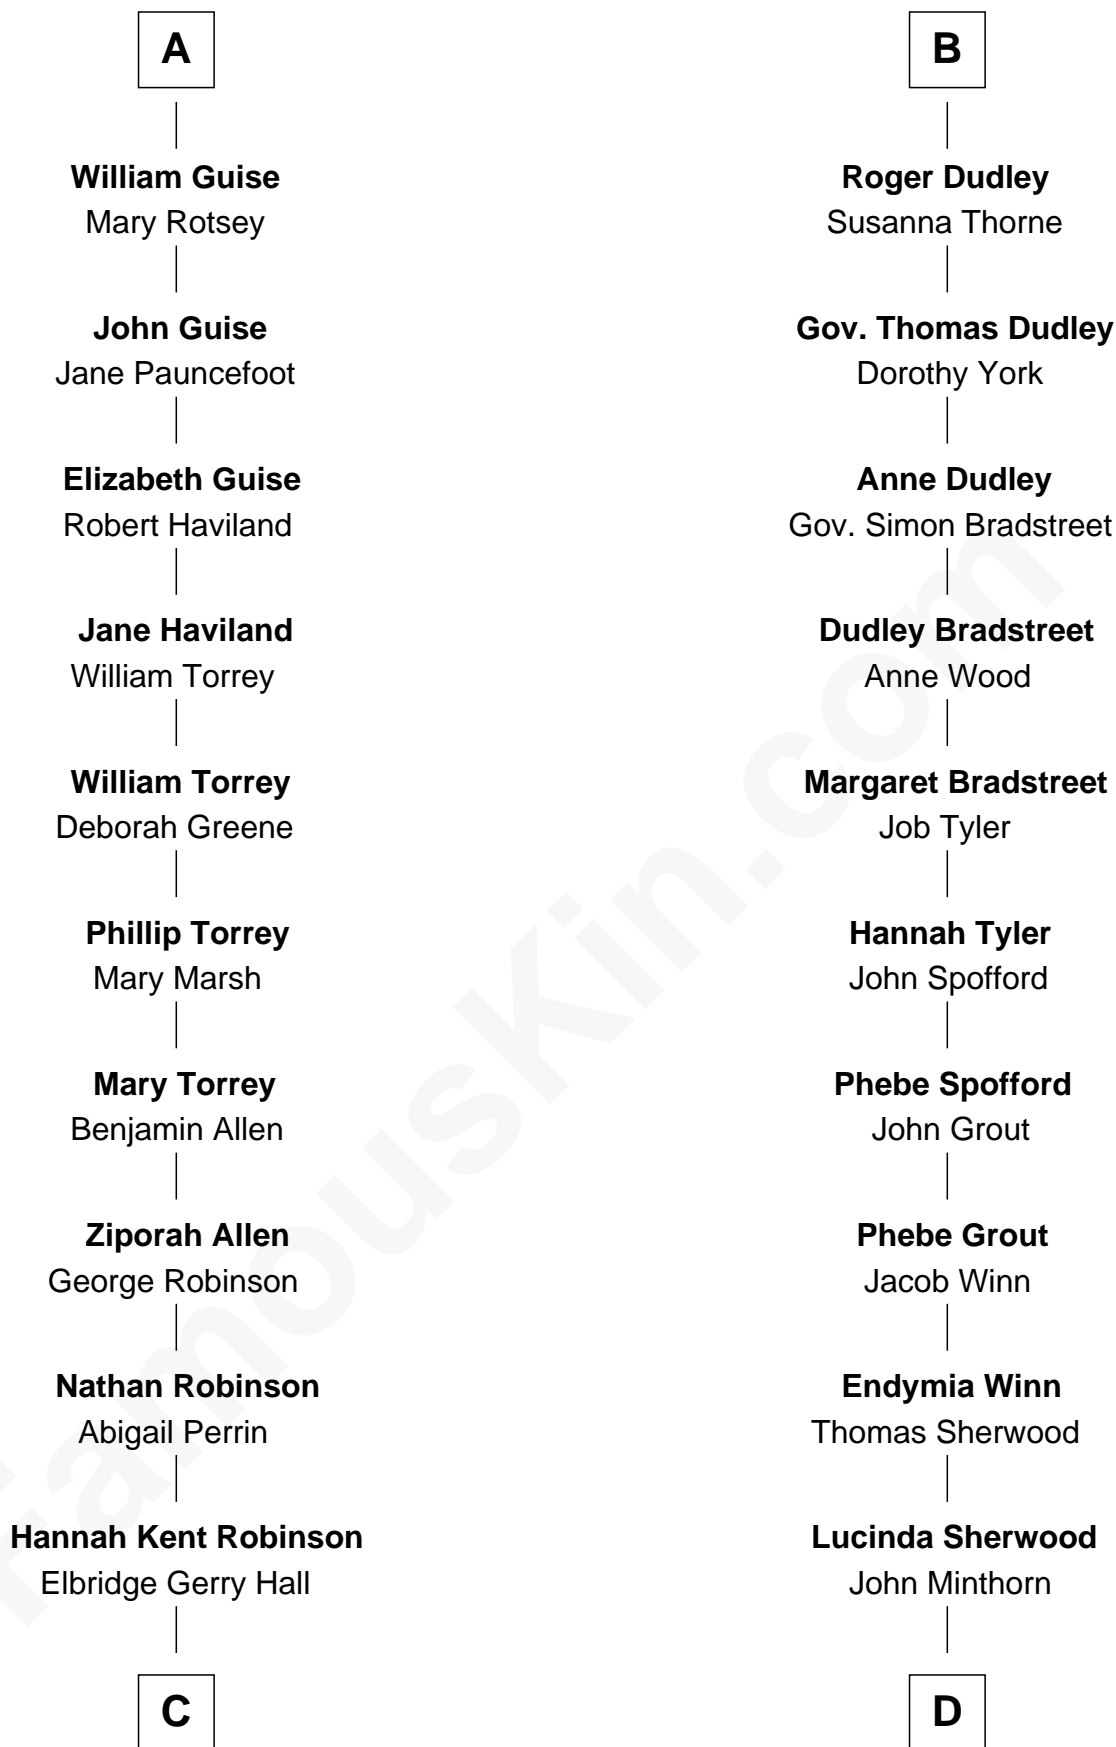 A
William Guise
Mary Rotsey
John Guise
Jane Pauncefoot
Elizabeth Guise
Robert Haviland
Jane Haviland
William Torrey
William Torrey
Deborah Greene
Phillip Torrey
Mary Marsh
Mary Torrey
Benjamin Allen
Ziporah Allen
George Robinson
Nathan Robinson
Abigail Perrin
Hannah Kent Robinson
Elbridge Gerry Hall
C
B
Roger Dudley
Susanna Thorne
Gov. Thomas Dudley
Dorothy York
Anne Dudley
Gov. Simon Bradstreet
Dudley Bradstreet
Anne Wood
Margaret Bradstreet
Job Tyler
Hannah Tyler
John Spofford
Phebe Spofford
John Grout
Phebe Grout
Jacob Winn
Endymia Winn
Thomas Sherwood
Lucinda Sherwood
John Minthorn
D
FamousKin.com